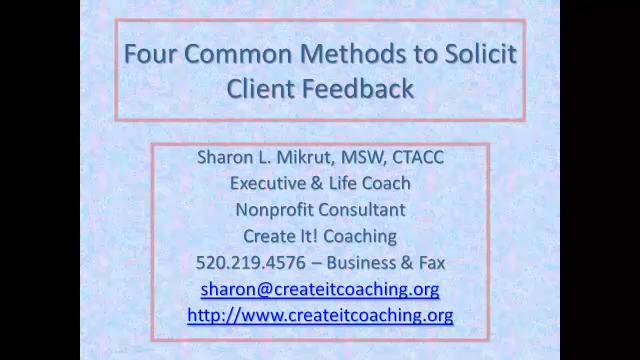 Four Common Methods to Solicit
Client Feedback
Sharon L. Mikrut, MSW, CTACC
Executive & Life Coach
Nonprofit Consultant
Create It! Coaching
520.219.4576 – Business & Fax
sharon@createitcoaching.org
http://www.createitcoaching.org